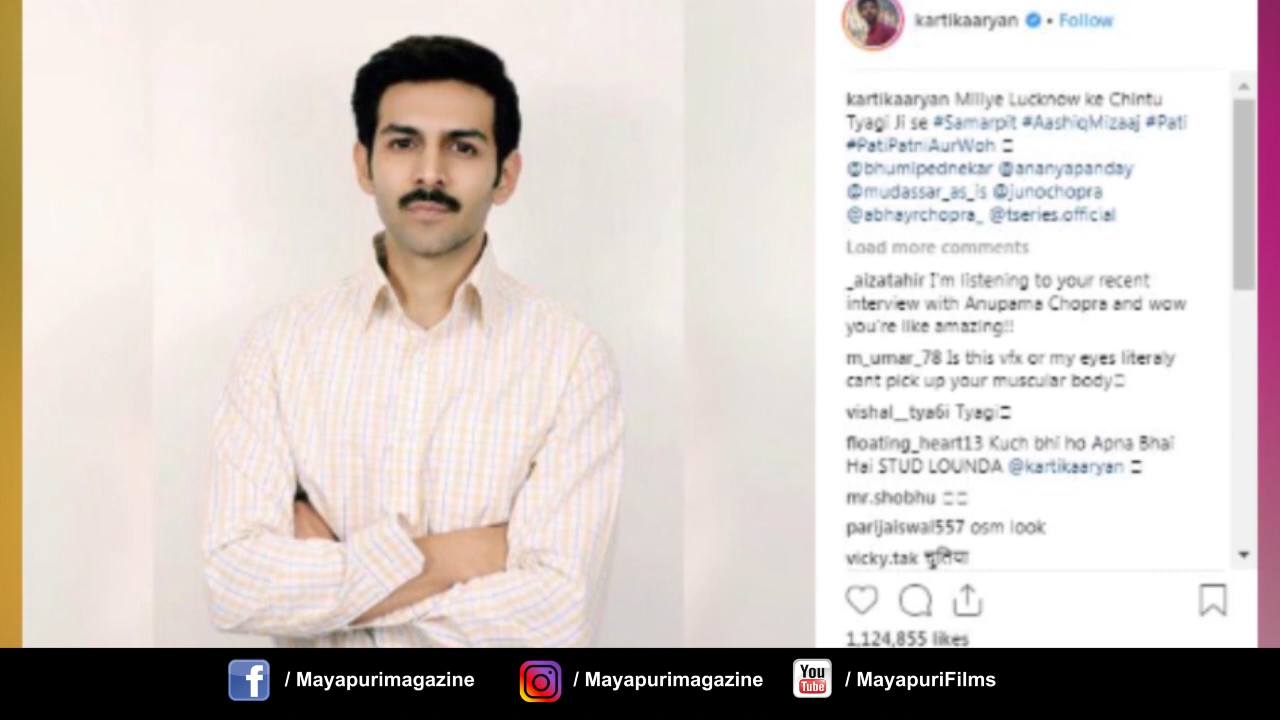 kartikaaryan • Follow
kartikaaryan Miliye Lucknow ke Chintu
Tyagi Ji se #Samarpit #AashiqMizaaj #Pati
#PatiPatniAurWoh
@bhumipednekar @ananyapanday
@mudassar_as_is @junochopra
@abhayrchopra_ @tseries.official
Load more comments
_aizatahir I'm listening to your recent
interview with Anupama Chopra and wow
you're like amazing!!
m_umar_78 Is this vfx or my eyes literaly
cant pick up your muscular body
vishal__tya6i Tyagi
floating_heart13 Kuch bhi ho Apna Bhai
Hai STUD LOUNDA @kartikaaryan
mr.shobhu
parijaiswal557 osm look
vicky.tak चुतिया
1,124,855 likes
/ Mayapurimagazine
/ Mayapurimagazine
You Tube
/ MayapuriFilms